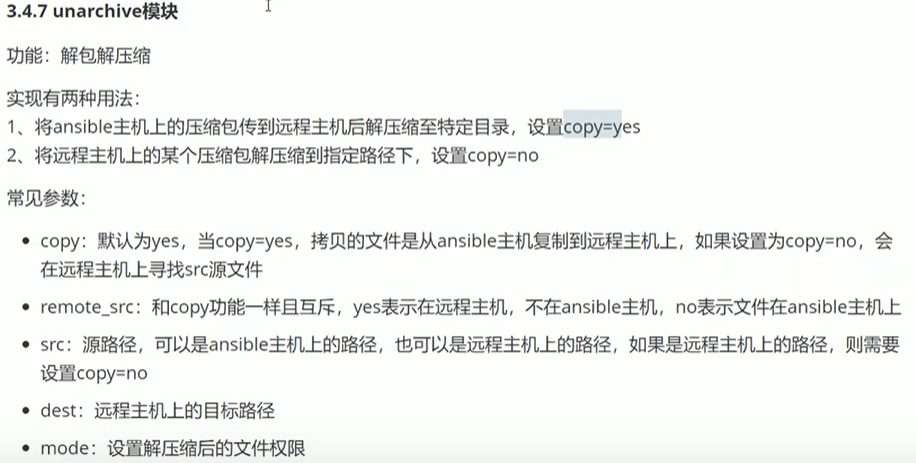 3.4.7 unarchive模块
功能：解包解压缩
实现有两种用法：
1、将ansible主机上的压缩包传到远程主机后解压缩至特定目录，设置copy=yes
2、将远程主机上的某个压缩包解压缩到指定路径下，设置copy=no
常见参数：
• copy：默认为yes，当copy=yes，拷贝的文件是从ansible主机复制到远程主机上，如果设置为copy=no，会
在远程主机上寻找src源文件
• remote_src：和copy功能一样且互斥，yes表示在远程主机，不在ansible主机，no表示文件在ansible主机上
• src：源路径，可以是ansible主机上的路径，也可以是远程主机上的路径，如果是远程主机上的路径，则需要
设置copy=no
• dest：远程主机上的目标路径
• mode：设置解压缩后的文件权限